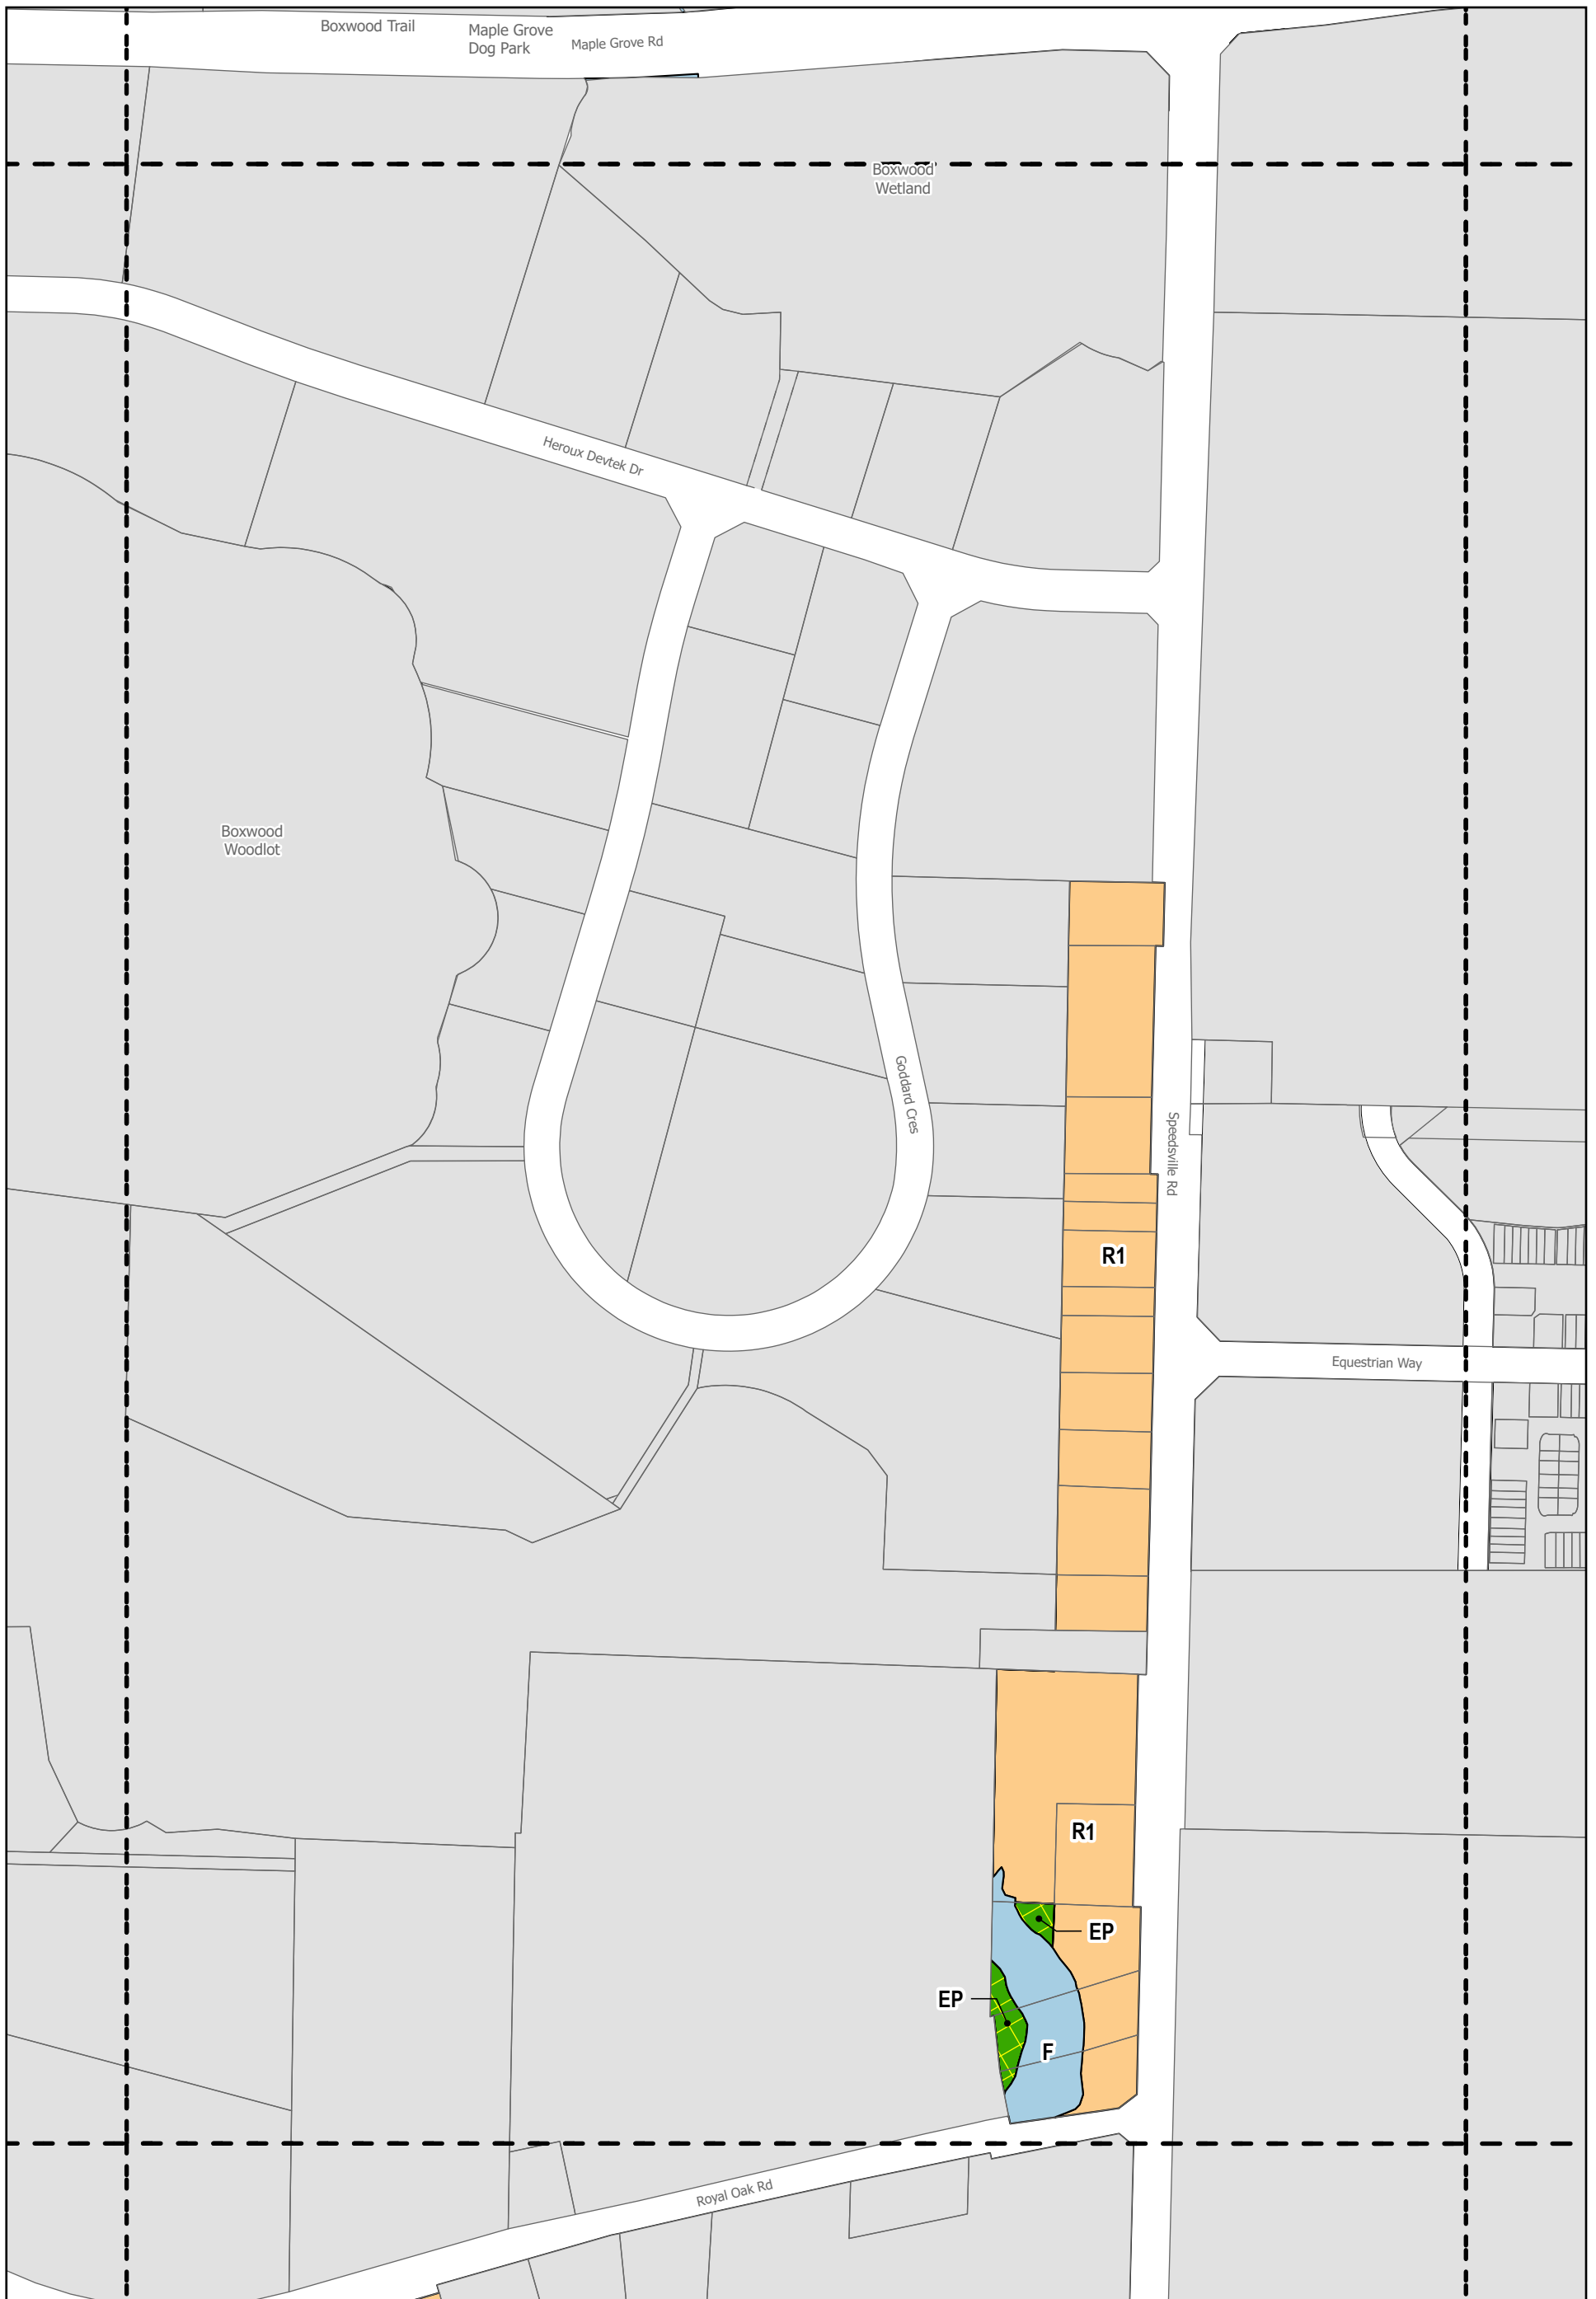 Boxwood Trail
Maple Grove
Dog Park
Maple Grove Rd
Boxwood
Wetland
Heroux Devtek Dr
Boxwood
Woodlot
Goddard Cres
Speedsville Rd
R1
Equestrian Way
R1
EP
EP
F
Royal Oak Rd